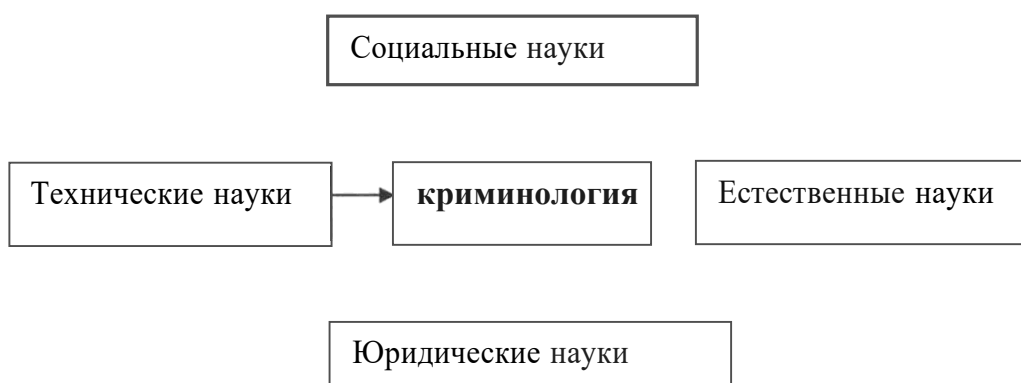 Социальные науки
Технические науки
криминология
Естественные науки
Юридические науки